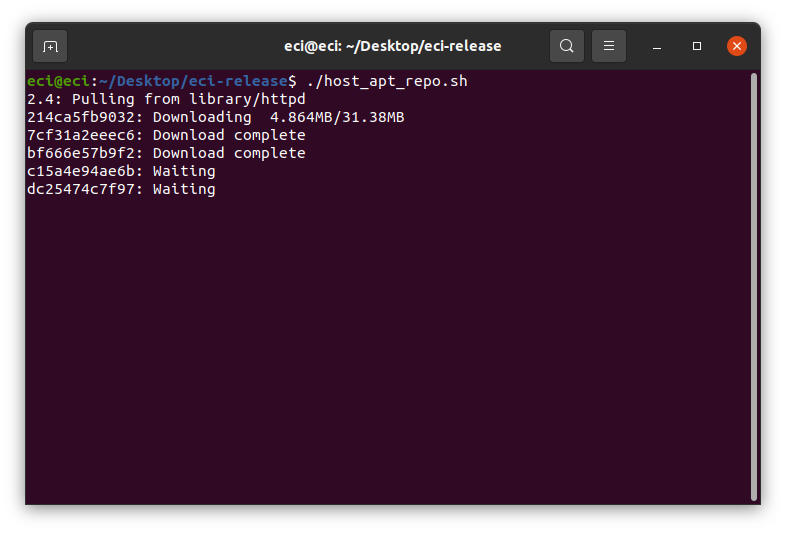 eci@eci: ~/Desktop/eci-release
eci@eci:~/Desktop/eci-release$ ./host_apt_repo.sh
2.4: Pulling from library/httpd
214ca5fb9032: Downloading  4.864MB/31.38MB
7cf31a2eeec6: Download complete
bf666e57b9f2: Download complete
c15a4e94ae6b: Waiting
dc25474c7f97: Waiting